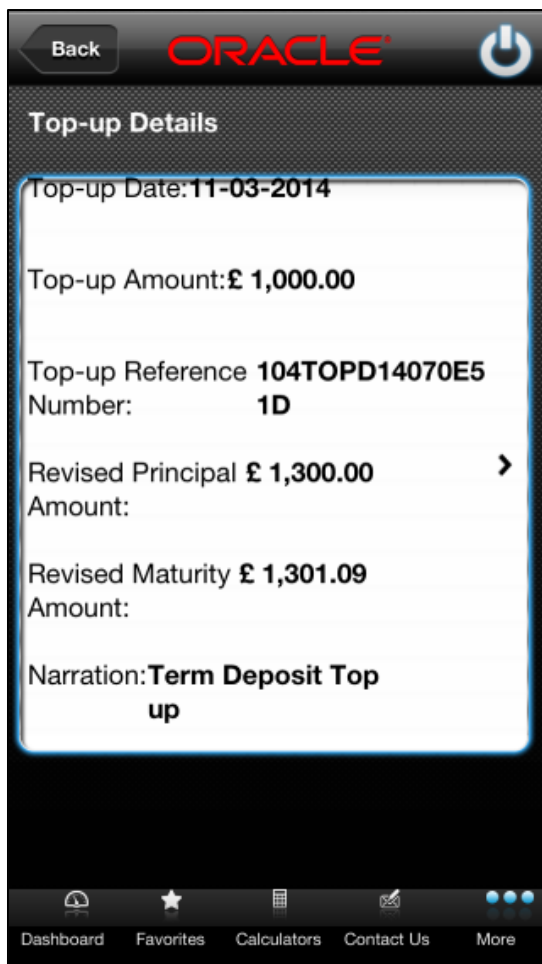 Back ORACLE
Top-up Details
Top-up Date:11-03-2014
Top-up Amount:£ 1,000.00
Top-up Reference 104TOPD14070E5
Number: 1D
Revised Principal £ 1,300.00
Amount:
Revised Maturity £ 1,301.09
Amount:
Narration:Term Deposit Top
up
Dashboard Favorites Calculators Contact Us More